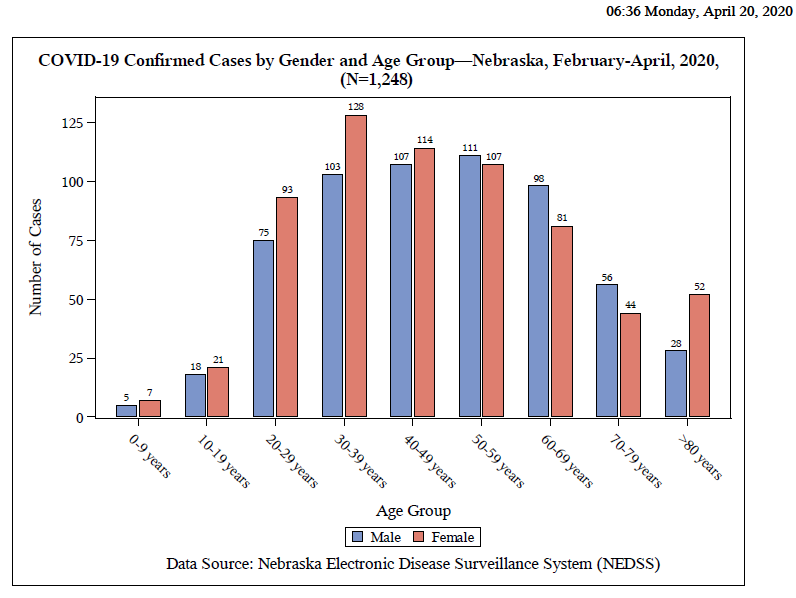 06:36 Monday, April 20, 2020
COVID-19 Confirmed Cases by Gender and Age Group—Nebraska, February-April, 2020,
(N=1,248)
Number of Cases
125
100
75
50
25
0
5
7
18
21
75
93
103
128
107
114
111
107
98
81
56
44
28
52
0-9 years
10-19 years
20-29 years
30-39 years
40-49 years
50-59 years
60-69 years
70-79 years
>80 years
Age Group
Male Female
Data Source: Nebraska Electronic Disease Surveillance System (NEDSS)